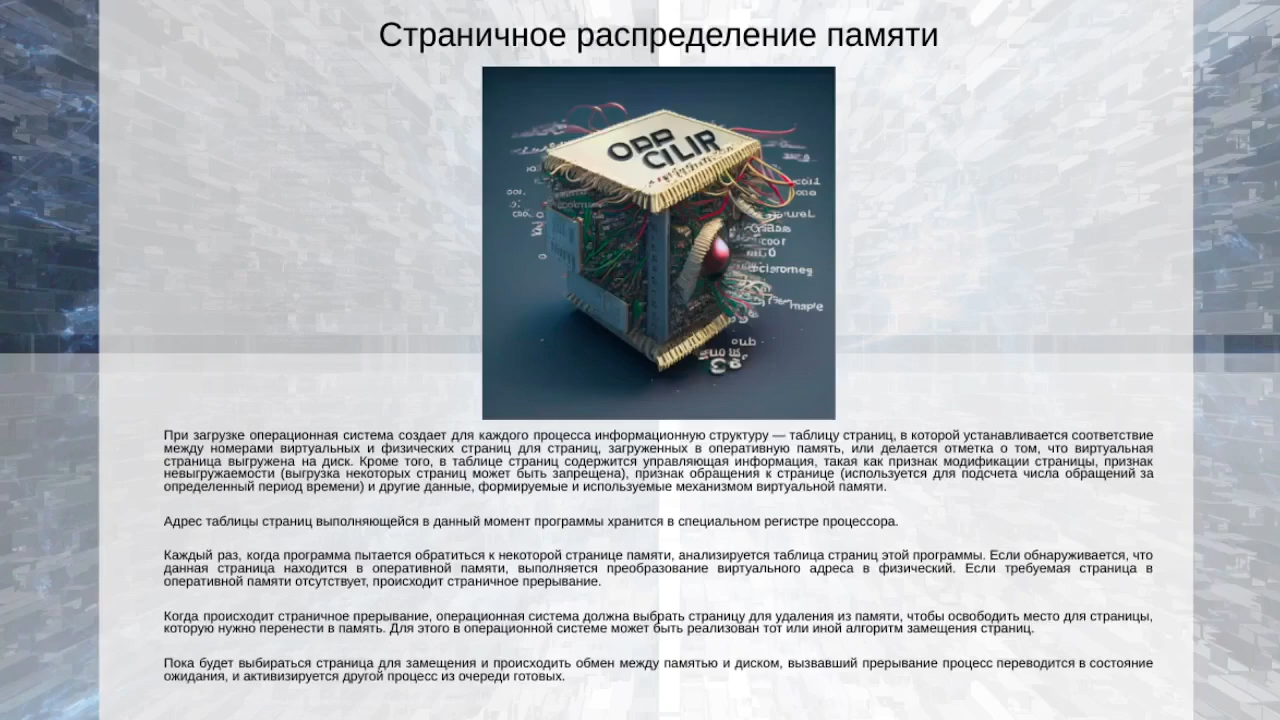 Страничное распределение памяти
ОДД
CILIR
При загрузке операционная система создает для каждого процесса информационную структуру — таблицу страниц, в которой устанавливается соответствие
между номерами виртуальных и физических страниц для страниц, загруженных в оперативную память, или делается отметка о том, что виртуальная
страница выгружена на диск. Кроме того, в таблице страниц содержится управляющая информация, такая как признак модификации страницы, признак
невыгружаемости (выгрузка некоторых страниц может быть запрещена), признак обращения к странице (используется для подсчета числа обращений за
определенный период времени) и другие данные, формируемые и используемые механизмом виртуальной памяти.
Адрес таблицы страниц выполняющейся в данный момент программы хранится в специальном регистре процессора.
Каждый раз, когда программа пытается обратиться к некоторой странице памяти, анализируется таблица страниц этой программы. Если обнаруживается, что
данная страница находится в оперативной памяти, выполняется преобразование виртуального адреса в физический. Если требуемая страница в
оперативной памяти отсутствует, происходит страничное прерывание.
Когда происходит страничное прерывание, операционная система должна выбрать страницу для удаления из памяти, чтобы освободить место для страницы,
которую нужно перенести в память. Для этого в операционной системе может быть реализован тот или иной алгоритм замещения страниц.
Пока будет выбираться страница для замещения и происходить обмен между памятью и диском, вызвавший прерывание процесс переводится в состояние
ожидания, и активизируется другой процесс из очереди готовых.